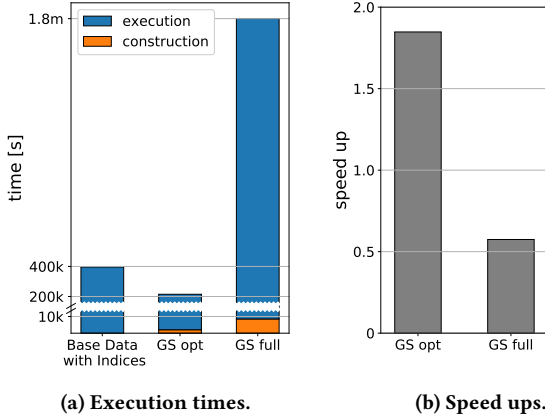 1.8m
execution
construction
time [s]
400k
200k
10k
Base Data
with Indices
GS opt
GS full
(a) Execution times.
2.0
1.5
1.0
0.5
0
speed up
GS opt
GS full
(b) Speed ups.